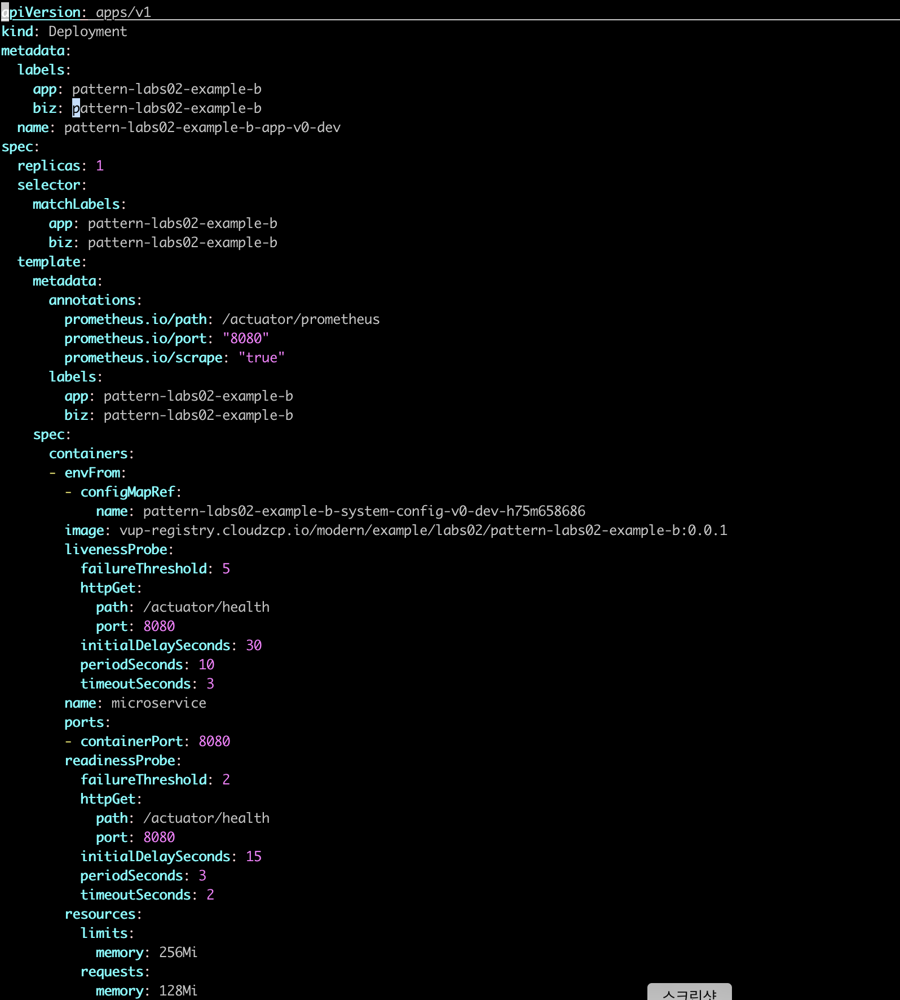 apiVersion: apps/v1
kind: Deployment
metadata:
  labels:
    app: pattern-labs02-example-b
    biz: pattern-labs02-example-b
  name: pattern-labs02-example-b-app-v0-dev
spec:
  replicas: 1
  selector:
    matchLabels:
      app: pattern-labs02-example-b
      biz: pattern-labs02-example-b
  template:
    metadata:
      annotations:
        prometheus.io/path: /actuator/prometheus
        prometheus.io/port: "8080"
        prometheus.io/scrape: "true"
      labels:
        app: pattern-labs02-example-b
        biz: pattern-labs02-example-b
    spec:
      containers:
      - envFrom:
        - configMapRef:
            name: pattern-labs02-example-b-system-config-v0-dev-h75m658686
        image: vup-registry.cloudzcp.io/modern/example/labs02/pattern-labs02-example-b:0.0.1
        livenessProbe:
          failureThreshold: 5
          httpGet:
            path: /actuator/health
            port: 8080
          initialDelaySeconds: 30
          periodSeconds: 10
          timeoutSeconds: 3
        name: microservice
        ports:
        - containerPort: 8080
        readinessProbe:
          failureThreshold: 2
          httpGet:
            path: /actuator/health
            port: 8080
          initialDelaySeconds: 15
          periodSeconds: 3
          timeoutSeconds: 2
        resources:
          limits:
            memory: 256Mi
          requests:
            memory: 128Mi
스크린샷